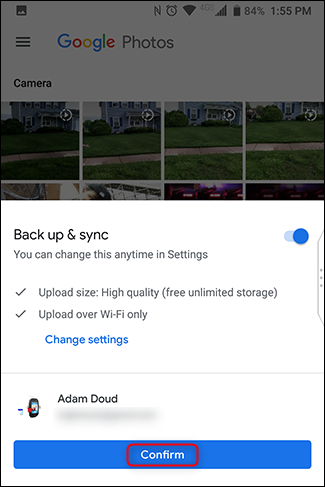 84% 1:55 PM
Google Photos
Camera
Back up & sync
You can change this anytime in Settings
Upload size: High quality (free unlimited storage)
Upload over Wi-Fi only
Change settings
Adam Doud
Confirm